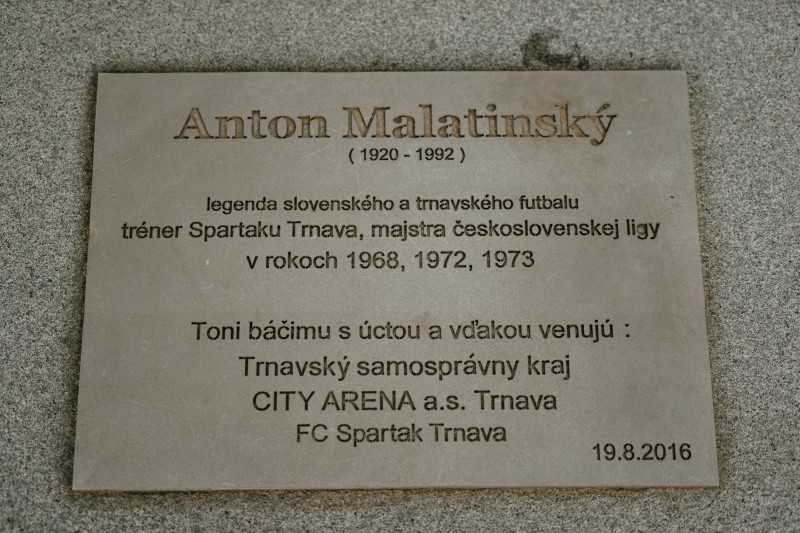 Anton Malatinský
( 1920 - 1992 )
legenda slovenského a trnavského futbalu
tréner Spartaku Trnava, majstra československej ligy
v rokoch 1968, 1972, 1973
Toni báčimu s úctou a vďakou venujú :
Trnavský samosprávny kraj
CITY ARENA a.s. Trnava
FC Spartak Trnava
19.8.2016